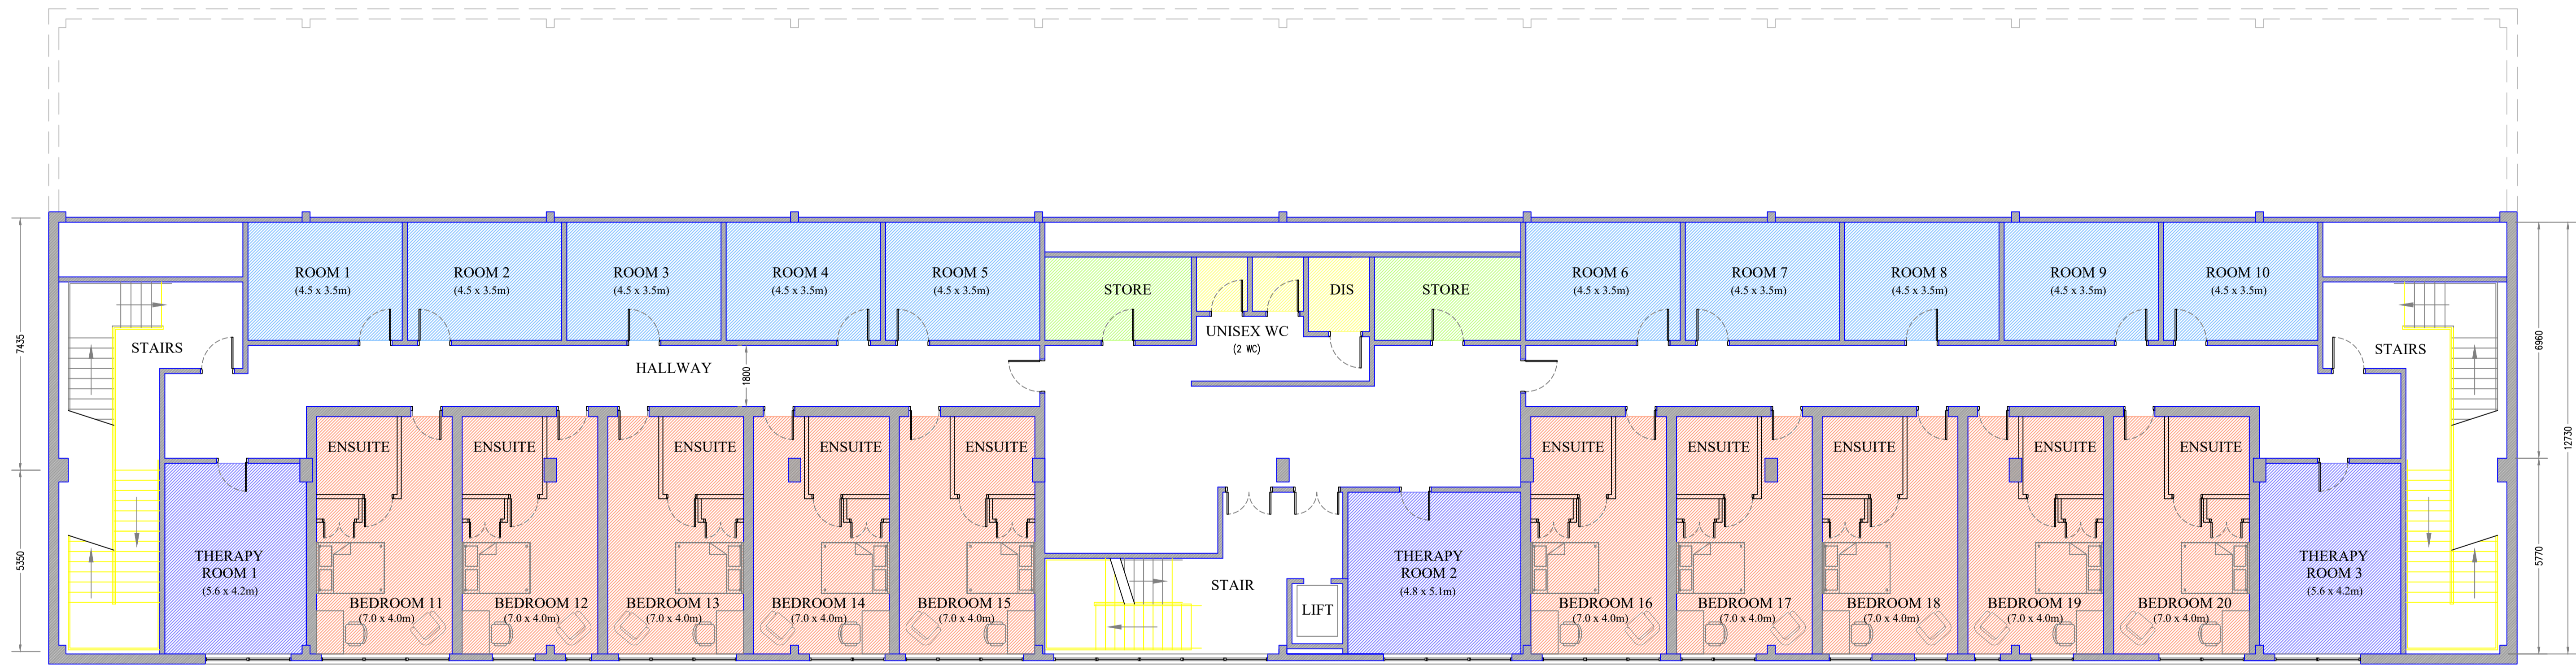 ROOM 1
(4.5 x 3.5m)
ROOM 2
(4.5 x 3.5m)
ROOM 3
(4.5 x 3.5m)
ROOM 4
(4.5 x 3.5m)
ROOM 5
(4.5 x 3.5m)
STORE
DIS
STORE
UNISEX WC
(2 WC)
ROOM 6
(4.5 x 3.5m)
ROOM 7
(4.5 x 3.5m)
ROOM 8
(4.5 x 3.5m)
ROOM 9
(4.5 x 3.5m)
ROOM 10
(4.5 x 3.5m)
7435
STAIRS
HALLWAY
1800
STAIRS
6960
12730
ENSUITE
ENSUITE
ENSUITE
ENSUITE
ENSUITE
ENSUITE
ENSUITE
ENSUITE
ENSUITE
ENSUITE
5350
THERAPY
ROOM 1
(5.6 x 4.2m)
BEDROOM 11
(7.0 x 4.0m)
BEDROOM 12
(7.0 x 4.0m)
BEDROOM 13
(7.0 x 4.0m)
BEDROOM 14
(7.0 x 4.0m)
BEDROOM 15
(7.0 x 4.0m)
STAIR
LIFT
THERAPY
ROOM 2
(4.8 x 5.1m)
BEDROOM 16
(7.0 x 4.0m)
BEDROOM 17
(7.0 x 4.0m)
BEDROOM 18
(7.0 x 4.0m)
BEDROOM 19
(7.0 x 4.0m)
BEDROOM 20
(7.0 x 4.0m)
THERAPY
ROOM 3
(5.6 x 4.2m)
5770